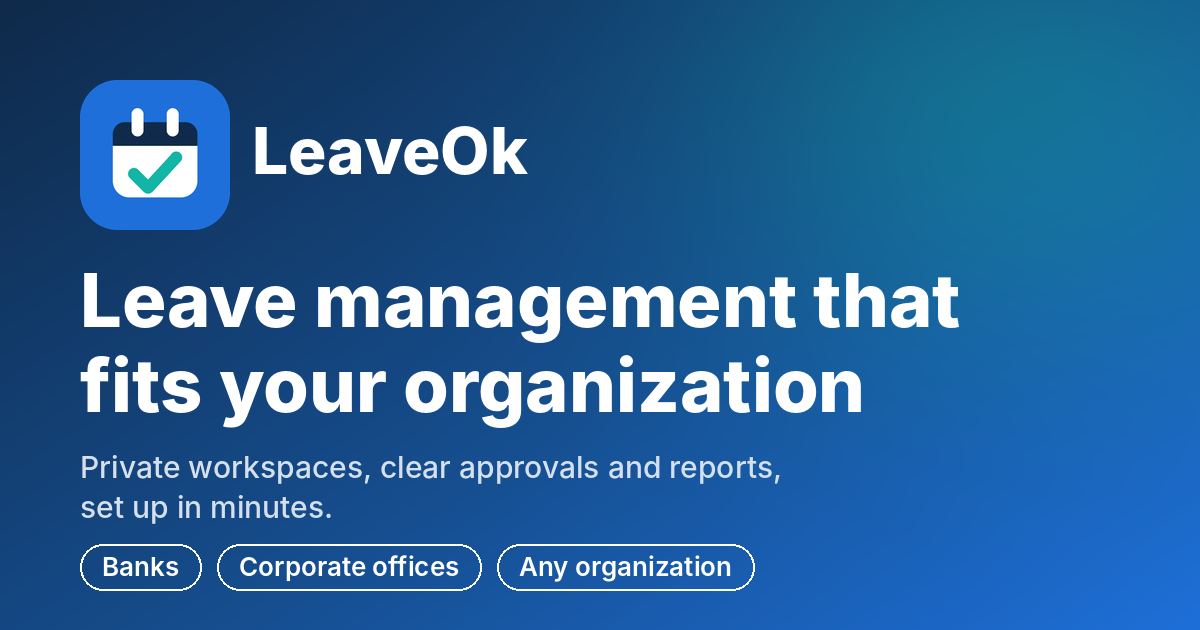 LeaveOk
Leave management that
fits your organization
Private workspaces, clear approvals and reports,
set up in minutes.
Banks
Corporate offices
Any organization